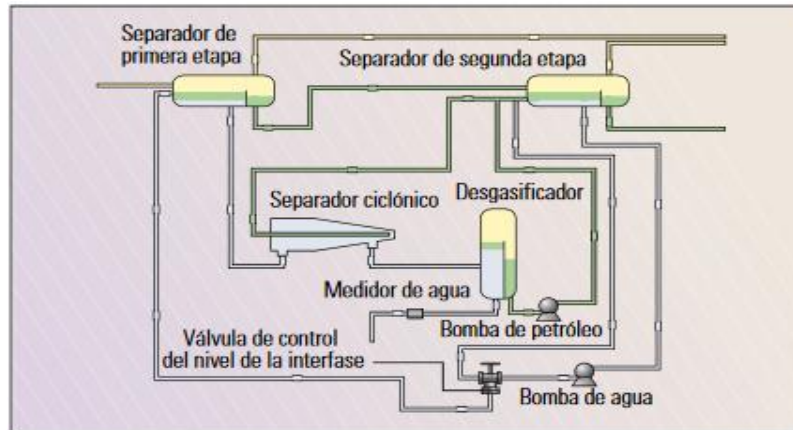 Separador de
primera etapa
Separador de segunda etapa
Separador ciclónico
Desgasificador
Medidor de agua
Bomba de petróleo
Válvula de control
del nivel de la interfase
Bomba de agua